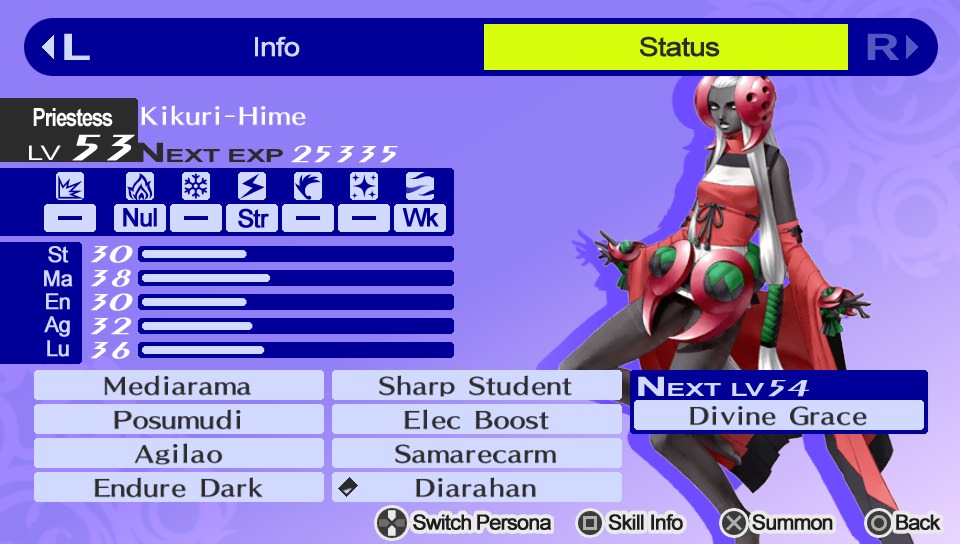 L Info Status R
Priestess Kikuri-Hime
LV 53 NEXT EXP 25335
— Nul — Str — — Wk
St 30
Ma 38
En 30
Ag 32
Lu 36
Mediarama Sharp Student NEXT LV 54
Posumudi Elec Boost Divine Grace
Agilao Samarecarm
Endure Dark Diarahan
Switch Persona Skill Info Summon Back